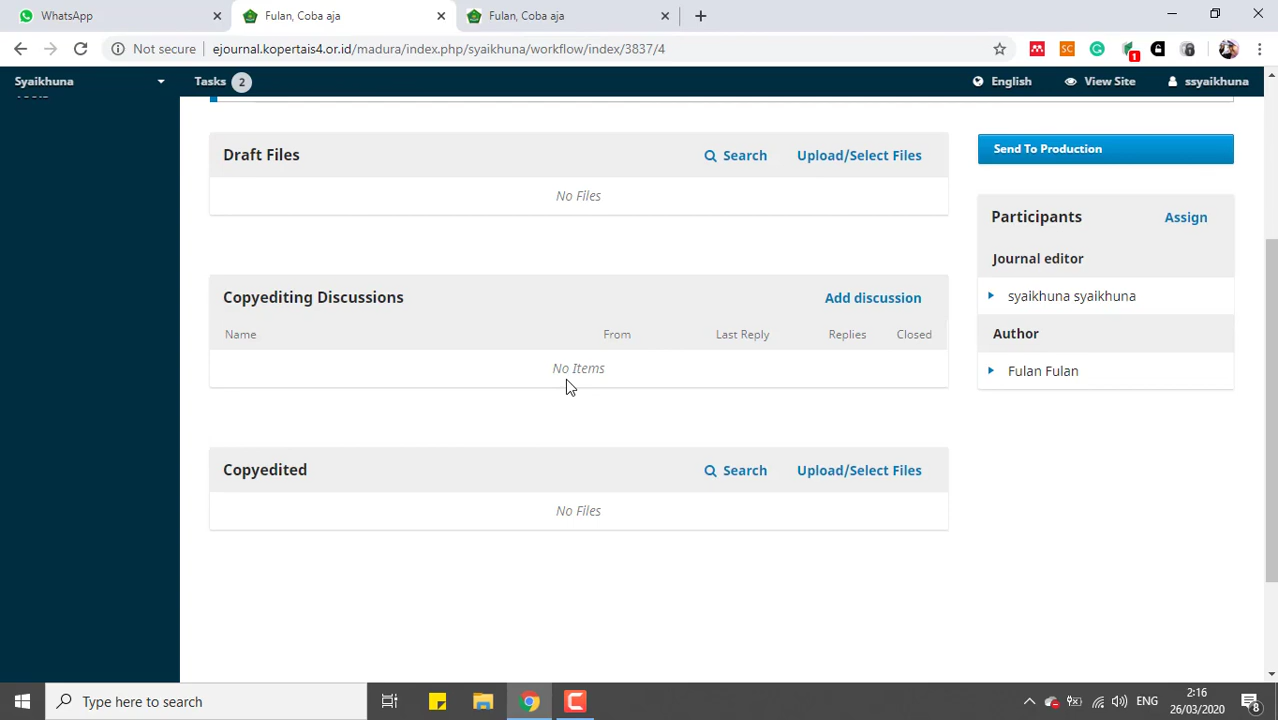 WhatsApp
Fulan, Coba aja
Fulan, Coba aja
Not secure
ejournal.kopertais4.or.id/madura/index.php/syaikhuna/workflow/index/3837/4
SC
1
Syaikhuna
Tasks 2
English
View Site
ssyaikhuna
Draft Files
Search
Upload/Select Files
No Files
Send To Production
Participants
Assign
Journal editor
syaikhuna syaikhuna
Author
Fulan Fulan
Copyediting Discussions
Add discussion
Name
From
Last Reply
Replies
Closed
No Items
Copyedited
Search
Upload/Select Files
No Files
Type here to search
ENG
2:16
26/03/2020
8